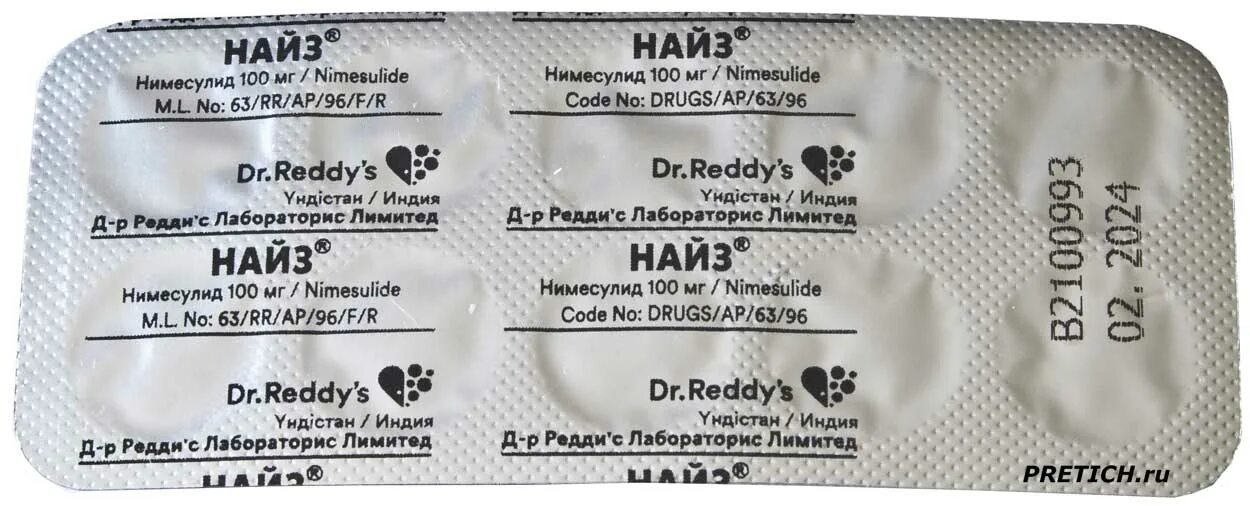 НАЙЗ®
Нимесулид 100 мг / Nimesulide
M.L. No: 63/RR/AP/96/F/R
Dr.Reddy's
Үндістан / Индия
Д-р Редди'с Лабораторис Лимитед
НАЙЗ®
Нимесулид 100 мг / Nimesulide
Code No: DRUGS/AP/63/96
Dr.Reddy's
Үндістан / Индия
Д-р Редди'с Лабораторис Лимитед
НАЙЗ®
Нимесулид 100 мг / Nimesulide
M.L. No: 63/RR/AP/96/F/R
Dr.Reddy's
Үндістан / Индия
Д-р Редди'с Лабораторис Лимитед
НАЙЗ®
Нимесулид 100 мг / Nimesulide
Code No: DRUGS/AP/63/96
Dr.Reddy's
Үндістан / Индия
Д-р Редди'с Лабораторис Лимитед
НАЙЗ®
НАЙЗ®
B2100993
02. 2024
PRETICH.ru